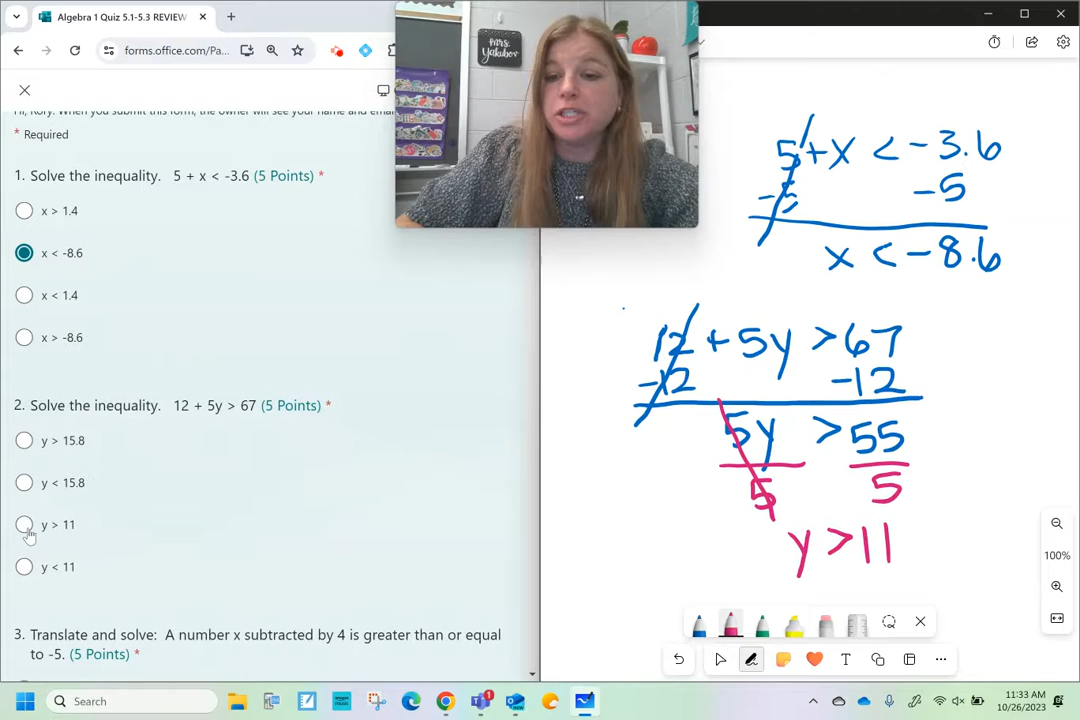 Algebra 1 Quiz 5.1-5.3 REVIEW
forms.office.com/Pa...
Mrs.
Yakubov
* Required
1. Solve the inequality. 5 + x < -3.6 (5 Points) *
x > 1.4
x < -8.6
x < 1.4
x > -8.6
2. Solve the inequality. 12 + 5y > 67 (5 Points) *
y > 15.8
y < 15.8
y > 11
y < 11
3. Translate and solve: A number x subtracted by 4 is greater than or equal
to -5. (5 Points) *
5 + x < -3.6
-5 -5
x < -8.6
12 + 5y > 67
-12 -12
5y > 55
5 5
y > 11
100%
T
Search
1
11:33 AM
10/26/2023